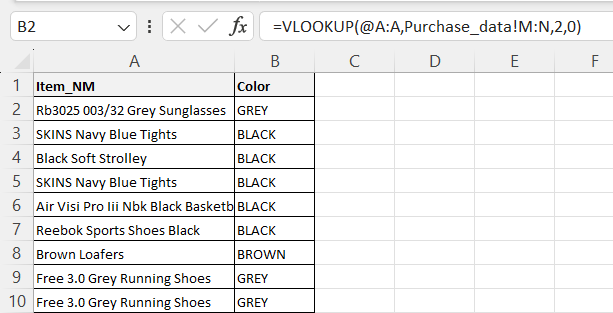 B2 fx =VLOOKUP(@A:A,Purchase_data!M:N,2,0)
A B C D E F
1 Item_NM Color
2 Rb3025 003/32 Grey Sunglasses GREY
3 SKINS Navy Blue Tights BLACK
4 Black Soft Strolley BLACK
5 SKINS Navy Blue Tights BLACK
6 Air Visi Pro Iii Nbk Black Basketb BLACK
7 Reebok Sports Shoes Black BLACK
8 Brown Loafers BROWN
9 Free 3.0 Grey Running Shoes GREY
10 Free 3.0 Grey Running Shoes GREY